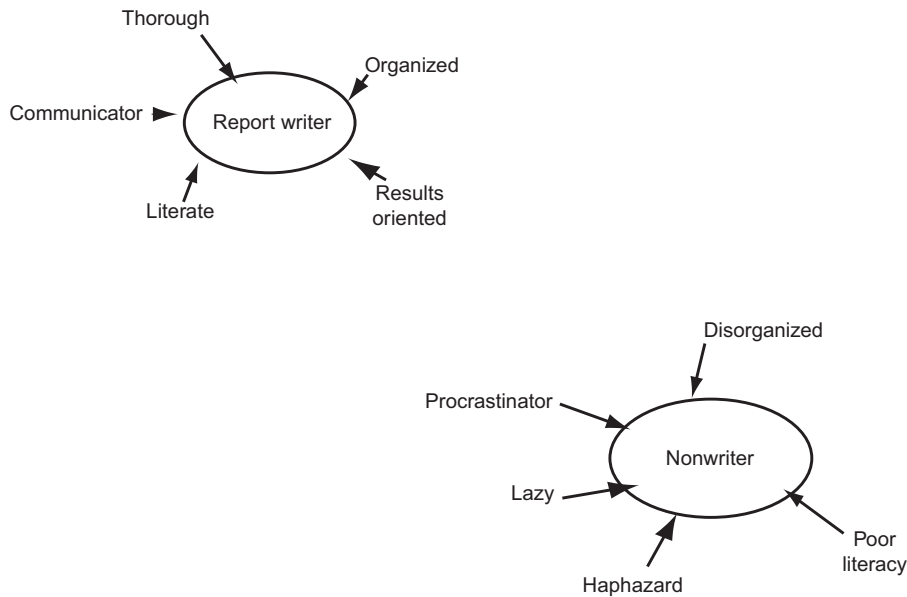 Thorough
Organized
Communicator
Report writer
Results
oriented
Literate
Disorganized
Procrastinator
Nonwriter
Lazy
Poor
literacy
Haphazard